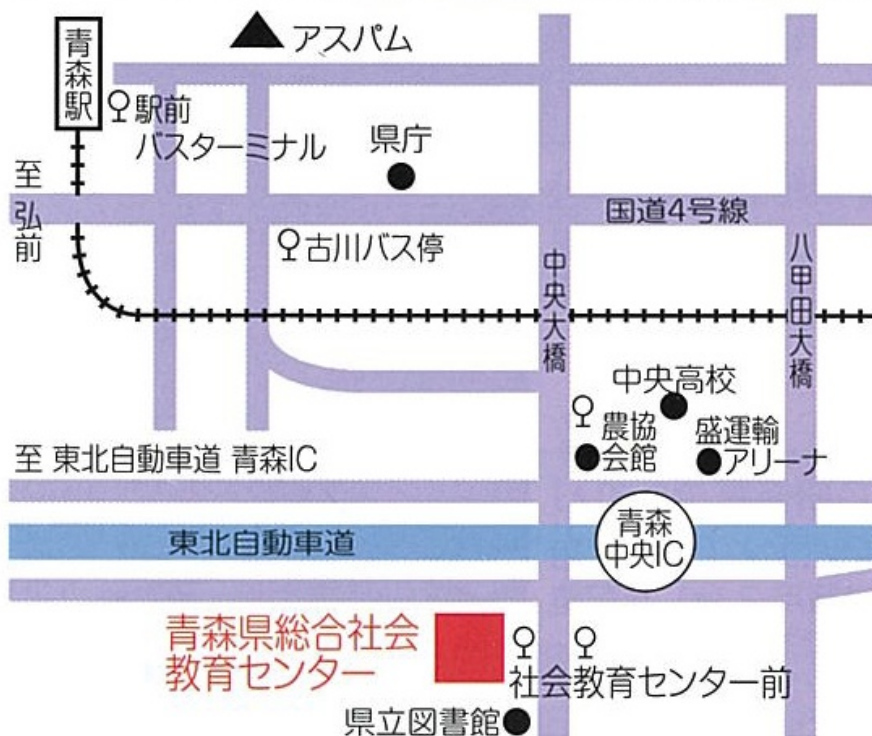 アスパム
青森駅
駅前
バスターミナル
県庁
至弘前
国道4号線
古川バス停
中央大橋
八甲田大橋
中央高校
農協
会館
盛運輸
アリーナ
至 東北自動車道 青森IC
青森
中央IC
東北自動車道
青森県総合社会
教育センター
社会教育センター前
県立図書館